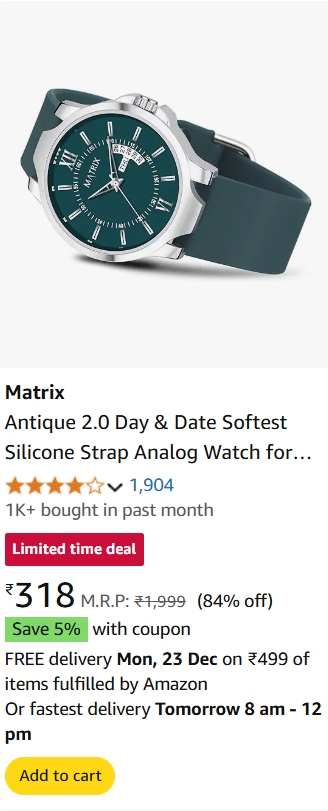 XII
MATRIX
VI
Matrix
Antique 2.0 Day & Date Softest
Silicone Strap Analog Watch for...
1,904
1K+ bought in past month
Limited time deal
₹318 M.R.P: ₹1,999 (84% off)
Save 5% with coupon
FREE delivery Mon, 23 Dec on ₹499 of
items fulfilled by Amazon
Or fastest delivery Tomorrow 8 am - 12
pm
Add to cart